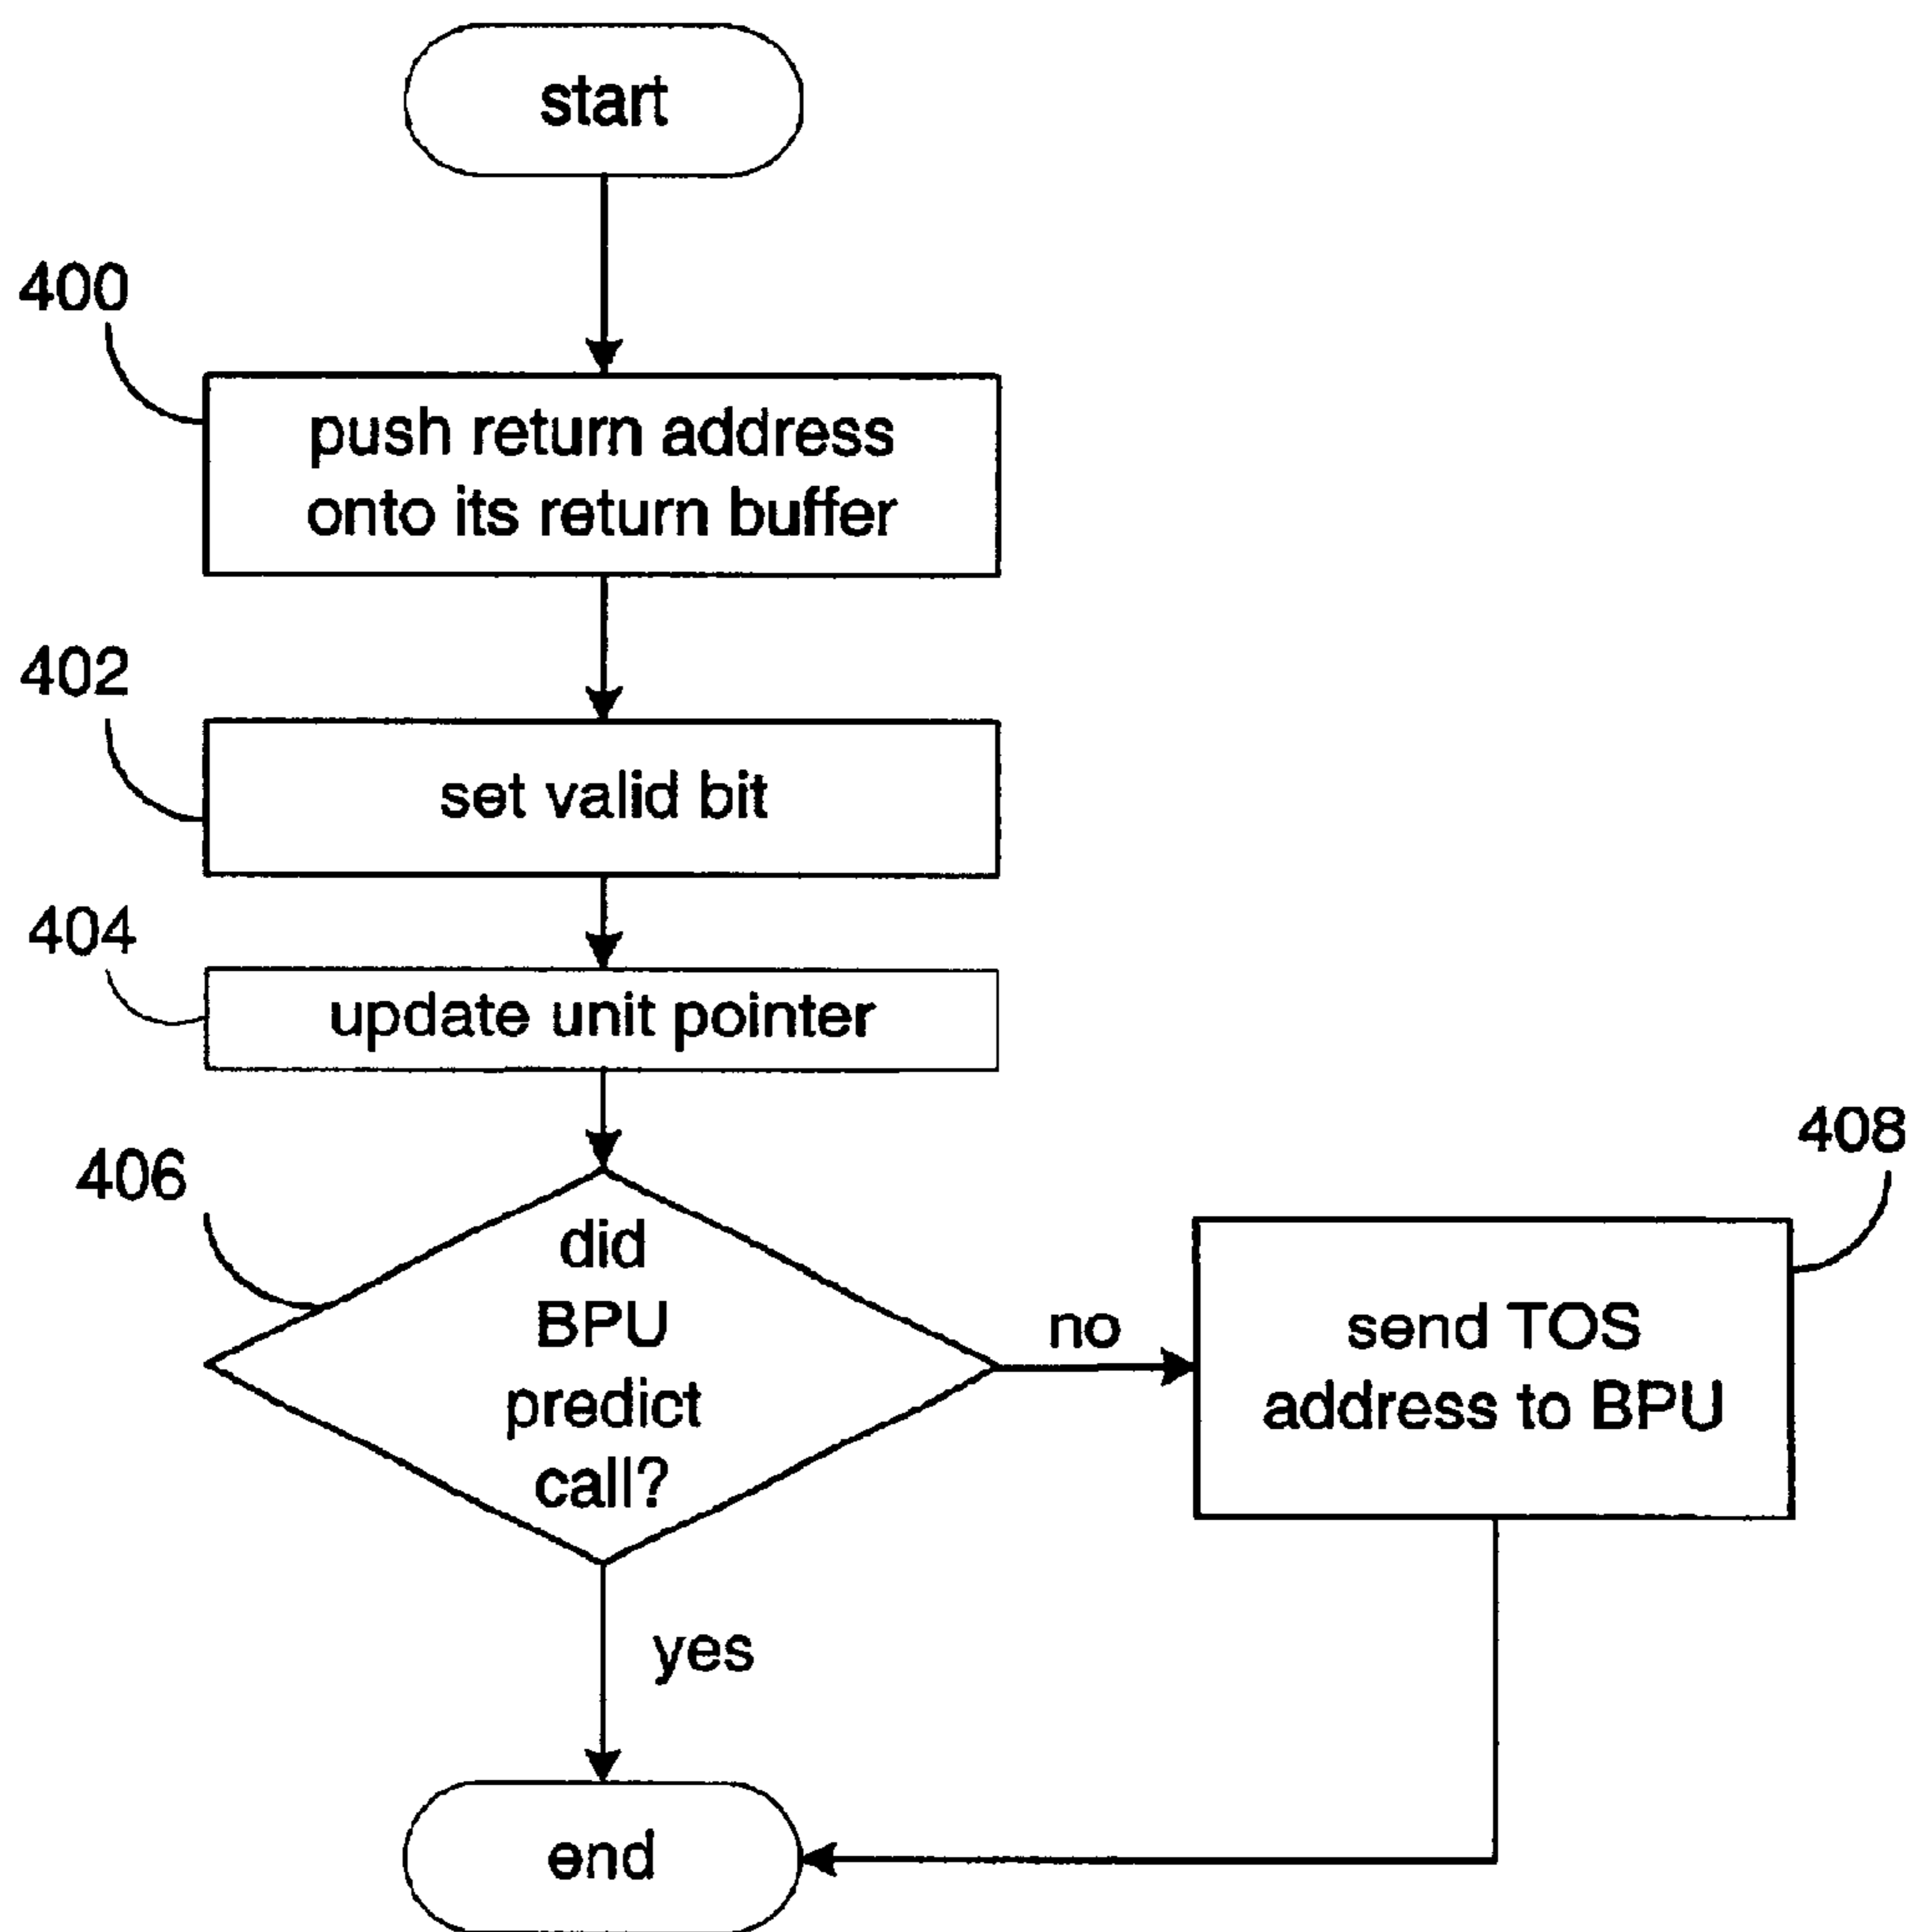 start
400
push return address
onto its return buffer
402
set valid bit
404
update unit pointer
406
did
BPU
predict
call?
no
408
send TOS
address to BPU
yes
end